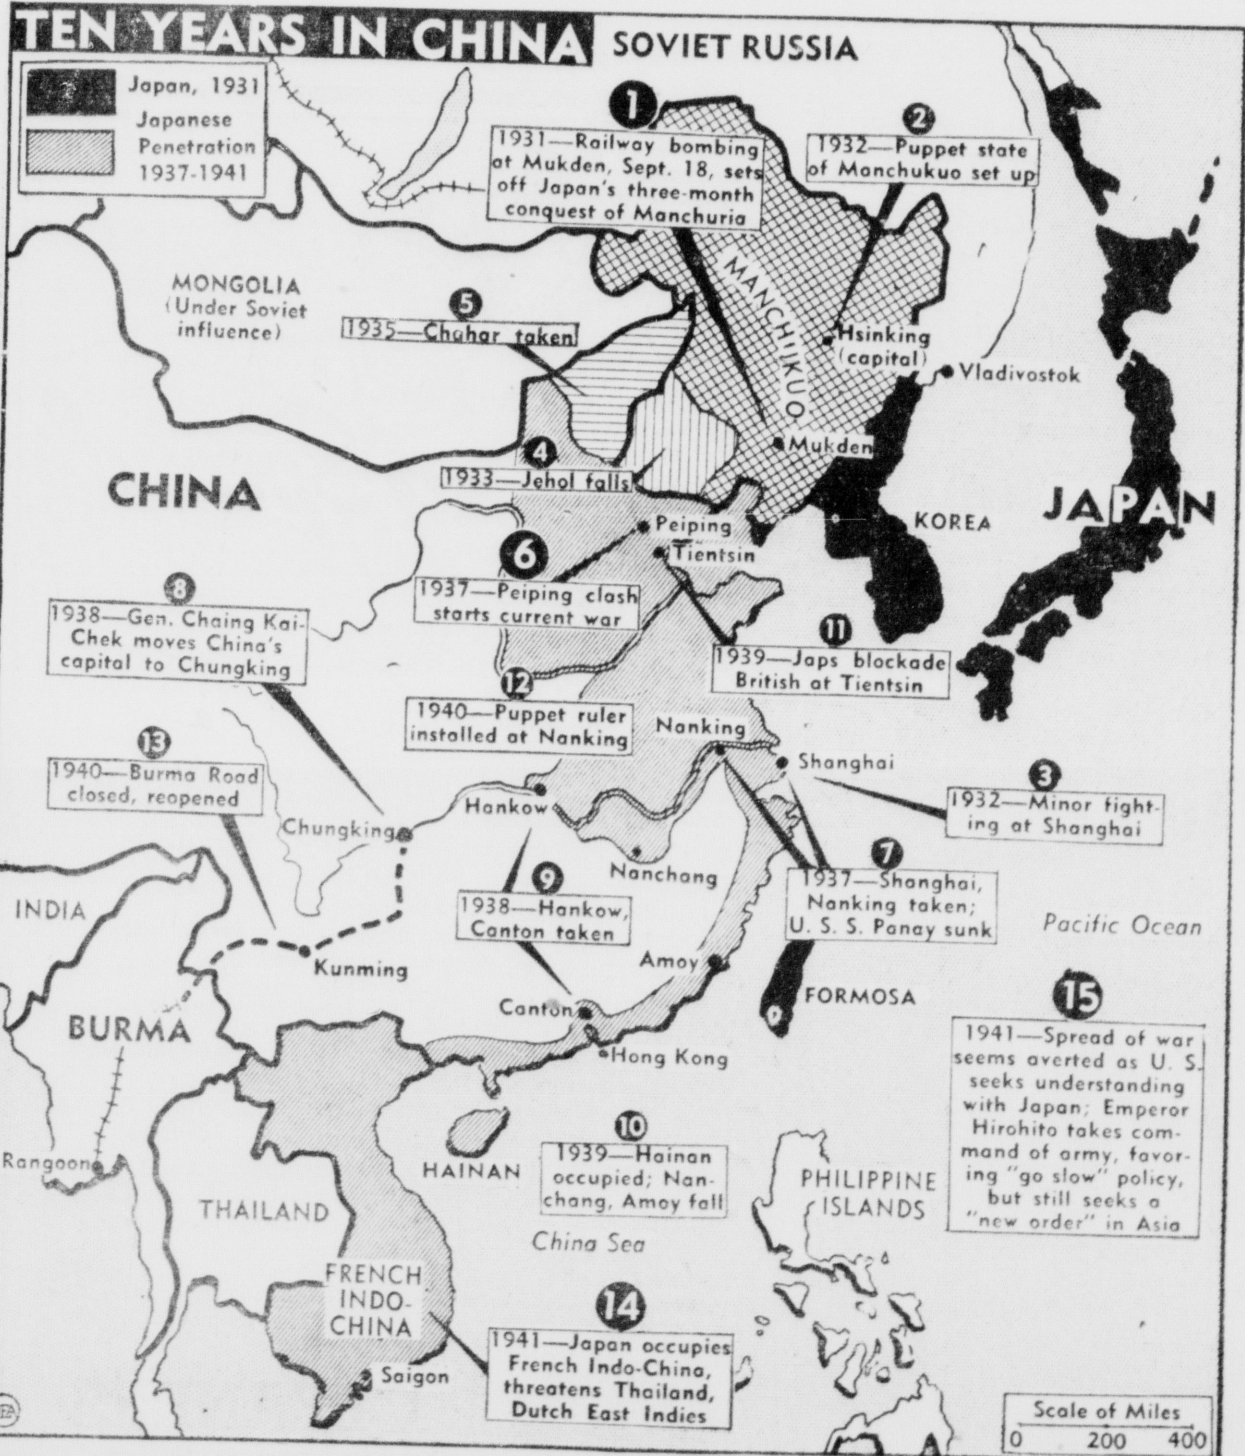 TEN YEARS IN CHINA
SOVIET RUSSIA
Japan, 1931
Japanese
Penetration
1937-1941
1
1931—Railway bombing
at Mukden, Sept. 18, sets
off Japan's three-month
conquest of Manchuria
2
1932—Puppet state
of Manchukuo set up
MONGOLIA
(Under Soviet
influence)
5
1935—Chahar taken
MANCHUKUO
Hsinking
(capital)
Vladivostok
Mukden
4
1933—Jehol falls
CHINA
JAPAN
KOREA
Peiping
Tientsin
6
1937—Peiping clash
starts current war
8
1938—Gen. Chaing Kai-
Chek moves China's
capital to Chungking
11
1939—Japs blockade
British at Tientsin
12
1940—Puppet ruler
installed at Nanking
Nanking
Shanghai
13
1940—Burma Road
closed, reopened
3
1932—Minor fight-
ing at Shanghai
Hankow
Chungking
Nanchang
7
1937—Shanghai,
Nanking taken;
U. S. S. Panay sunk
9
1938—Hankow,
Canton taken
INDIA
Pacific Ocean
Kunming
Amoy
FORMOSA
Canton
BURMA
Hong Kong
15
1941—Spread of war
seems averted as U. S.
seeks understanding
with Japan; Emperor
Hirohito takes com-
mand of army, favor-
ing "go slow" policy,
but still seeks a
"new order" in Asia
Rangoon
HAINAN
10
1939—Hainan
occupied; Nan-
chang, Amoy fall
PHILIPPINE
ISLANDS
THAILAND
China Sea
FRENCH
INDO-
CHINA
14
1941—Japan occupies
French Indo-China,
threatens Thailand,
Dutch East Indies
Saigon
Scale of Miles
0 200 400